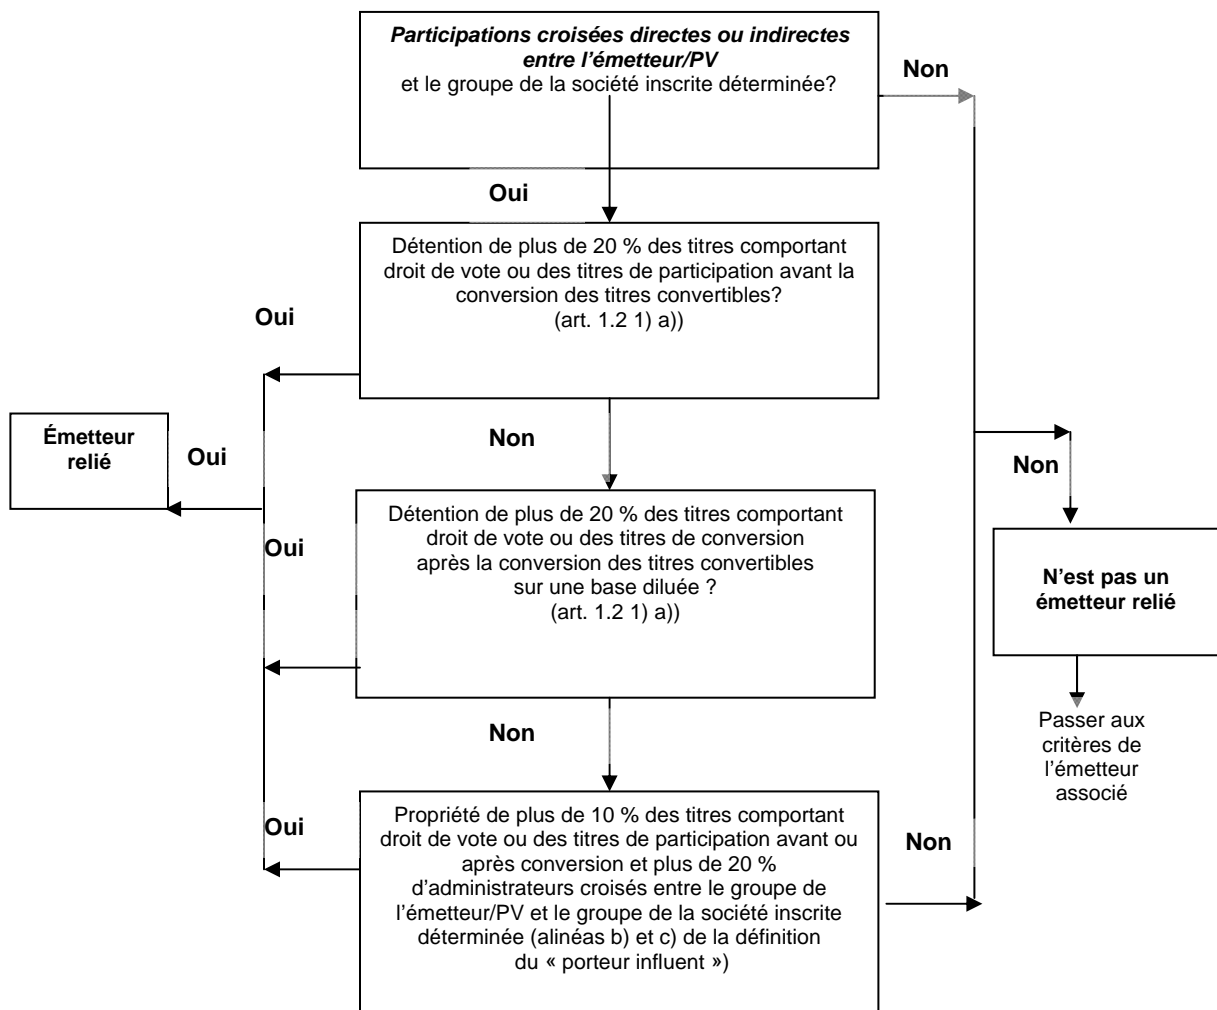 Participations croisées directes ou indirectes
entre l'émetteur/PV
et le groupe de la société inscrite déterminée?
Non
Oui
Détention de plus de 20 % des titres comportant
droit de vote ou des titres de participation avant la
conversion des titres convertibles?
(art. 1.2 1) a))
Oui
Émetteur
relié
Oui
Non
Non
Détention de plus de 20 % des titres comportant
droit de vote ou des titres de conversion
après la conversion des titres convertibles
sur une base diluée ?
(art. 1.2 1) a))
Oui
N'est pas un
émetteur relié
Passer aux
critères de
l'émetteur
associé
Non
Propriété de plus de 10 % des titres comportant
droit de vote ou des titres de participation avant ou
après conversion et plus de 20 %
d'administrateurs croisés entre le groupe de
l'émetteur/PV et le groupe de la société inscrite
déterminée (alinéas b) et c) de la définition
du « porteur influent »)
Oui
Non